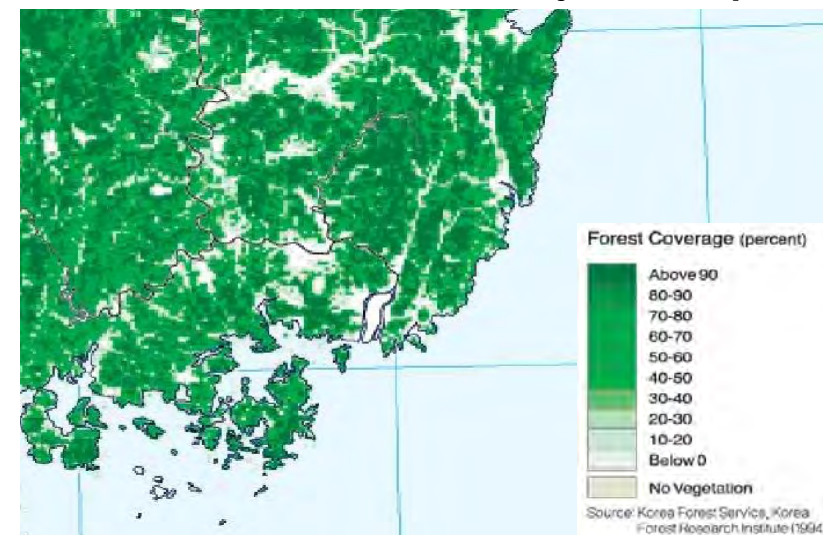 Forest Coverage (percent)
Above 90
80-90
70-80
60-70
50-60
40-50
30-40
20-30
10-20
Below 0
No Vegetation
Source: Korea Forest Service, Korea
Forest Research Institute (1994